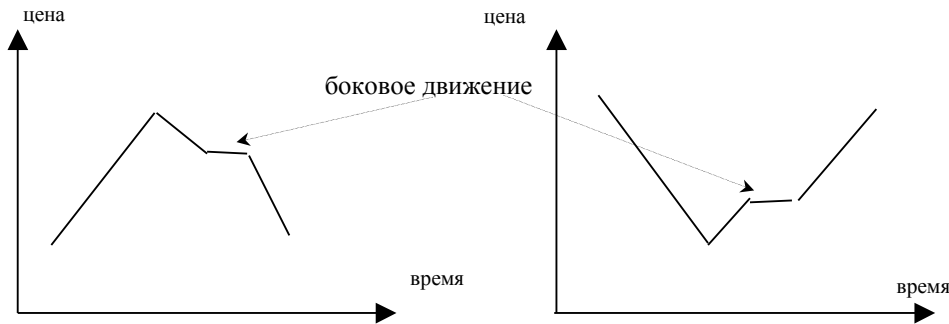 цена
цена
боковое движение
время
время